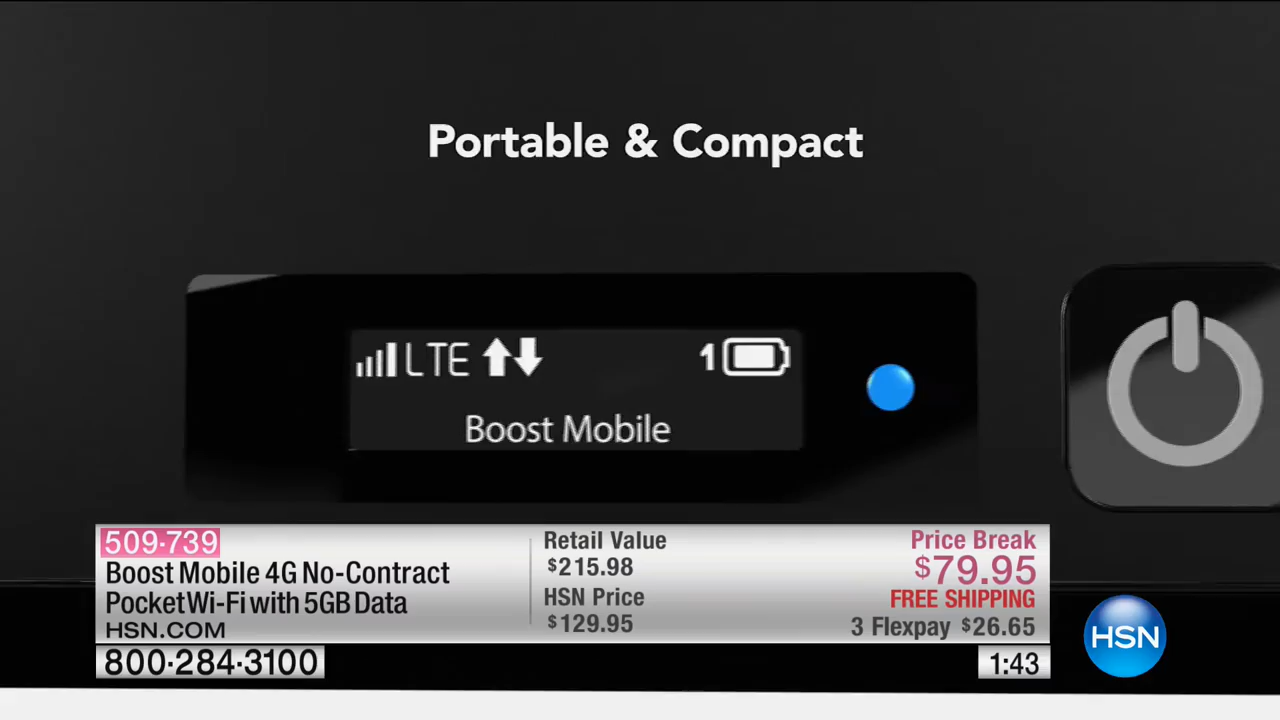 Portable & Compact
LTE 1
Boost Mobile
509·739
Boost Mobile 4G No-Contract
Pocket Wi-Fi with 5GB Data
HSN.COM
800·284·3100
Retail Value
$215.98
HSN Price
$129.95
Price Break
$79.95
FREE SHIPPING
3 Flexpay $26.65
1:43
HSN